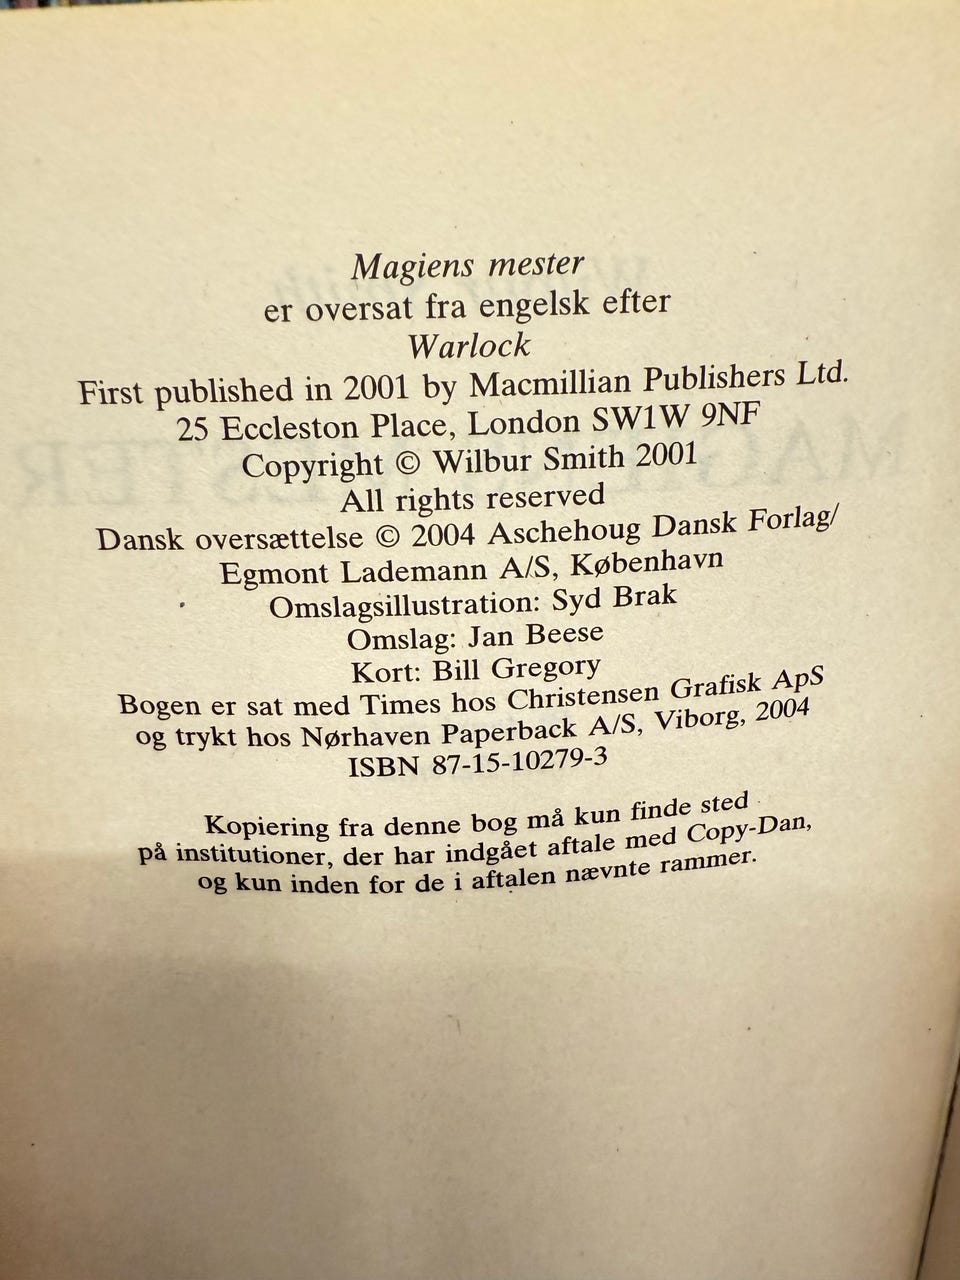 Magiens mester
er oversat fra engelsk efter
Warlock
First published in 2001 by Macmillian Publishers Ltd.
25 Eccleston Place, London SW1W 9NF
Copyright © Wilbur Smith 2001
All rights reserved
Dansk oversættelse © 2004 Aschehoug Dansk Forlag/
Egmont Lademann A/S, København
Omslagsillustration: Syd Brak
Omslag: Jan Beese
Kort: Bill Gregory
Bogen er sat med Times hos Christensen Grafisk ApS
og trykt hos Nørhaven Paperback A/S, Viborg, 2004
ISBN 87-15-10279-3
Kopiering fra denne bog må kun finde sted
på institutioner, der har indgået aftale med Copy-Dan,
og kun inden for de i aftalen nævnte rammer.